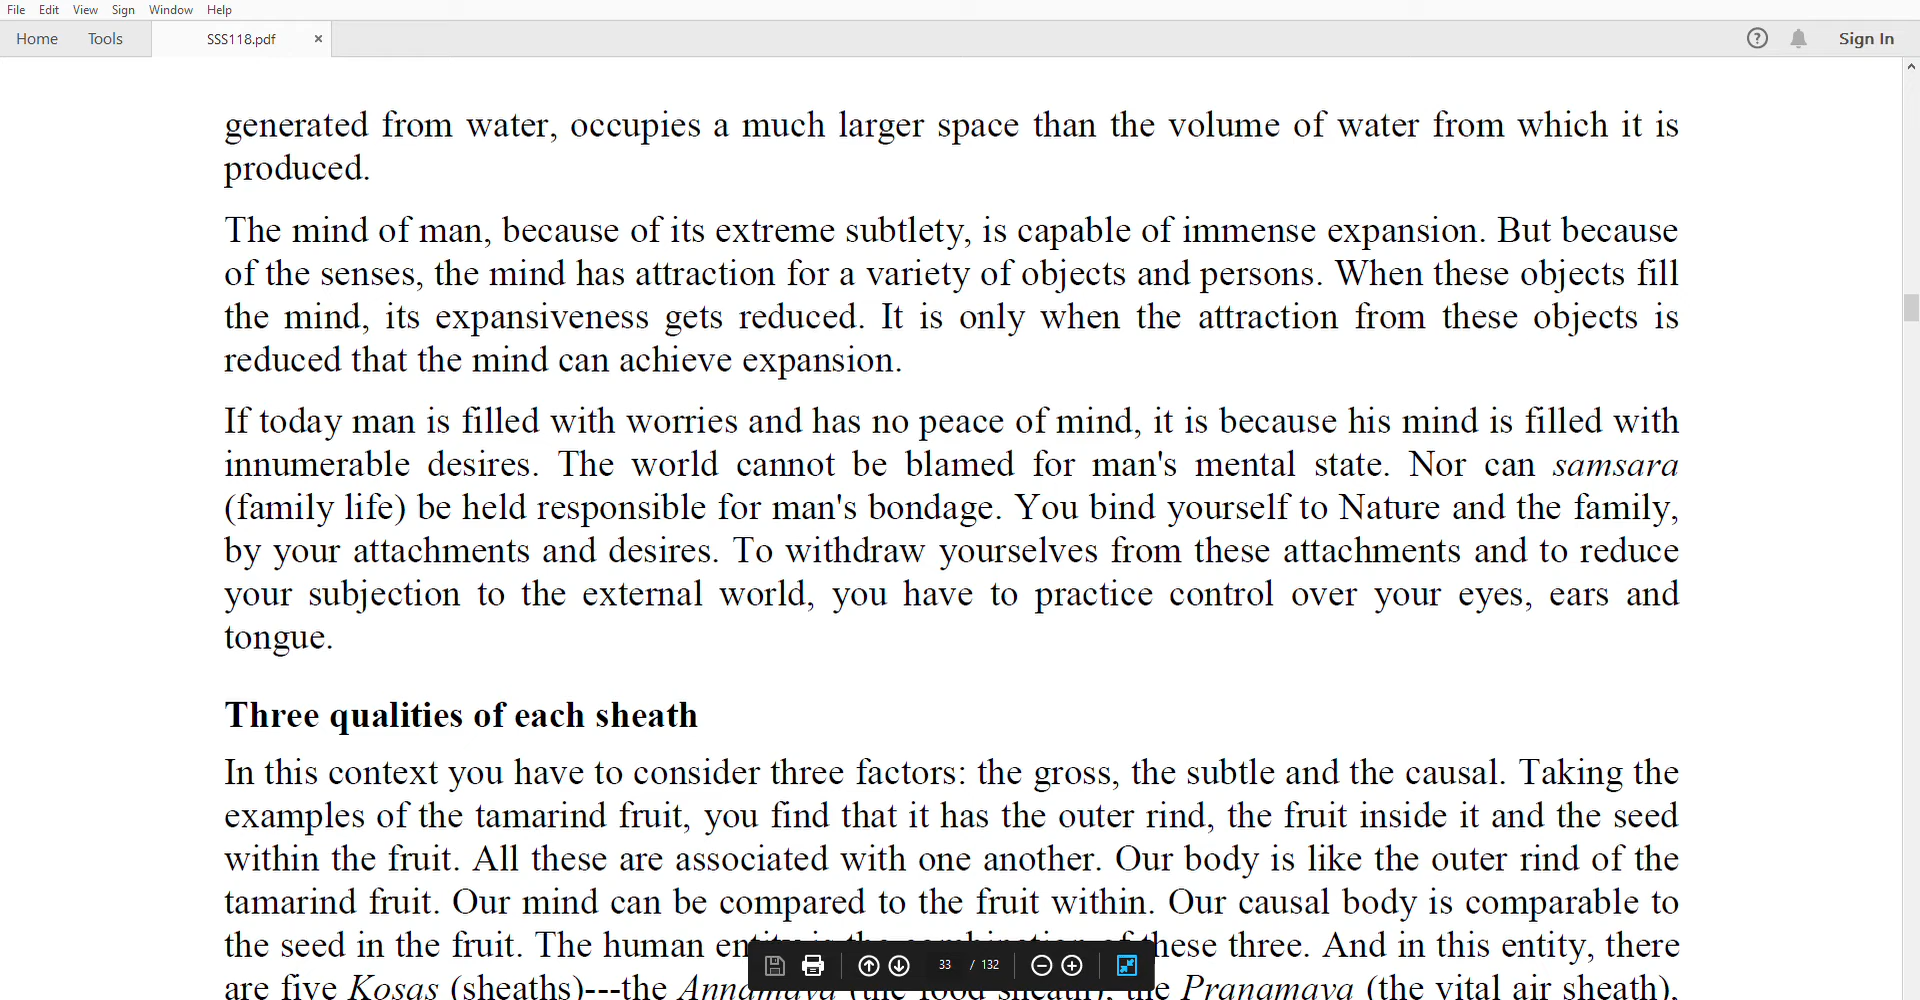 File Edit View Sign Window Help
Home Tools SSS118.pdf × ? Sign In
generated from water, occupies a much larger space than the volume of water from which it is
produced.
The mind of man, because of its extreme subtlety, is capable of immense expansion. But because
of the senses, the mind has attraction for a variety of objects and persons. When these objects fill
the mind, its expansiveness gets reduced. It is only when the attraction from these objects is
reduced that the mind can achieve expansion.
If today man is filled with worries and has no peace of mind, it is because his mind is filled with
innumerable desires. The world cannot be blamed for man's mental state. Nor can samsara
(family life) be held responsible for man's bondage. You bind yourself to Nature and the family,
by your attachments and desires. To withdraw yourselves from these attachments and to reduce
your subjection to the external world, you have to practice control over your eyes, ears and
tongue.
Three qualities of each sheath
In this context you have to consider three factors: the gross, the subtle and the causal. Taking the
examples of the tamarind fruit, you find that it has the outer rind, the fruit inside it and the seed
within the fruit. All these are associated with one another. Our body is like the outer rind of the
tamarind fruit. Our mind can be compared to the fruit within. Our causal body is comparable to
the seed in the fruit. The human entity is the combination of these three. And in this entity, there
33 / 132
are five Kosas (sheaths)---the Annamaya (the food sheath), the Pranamaya (the vital air sheath),